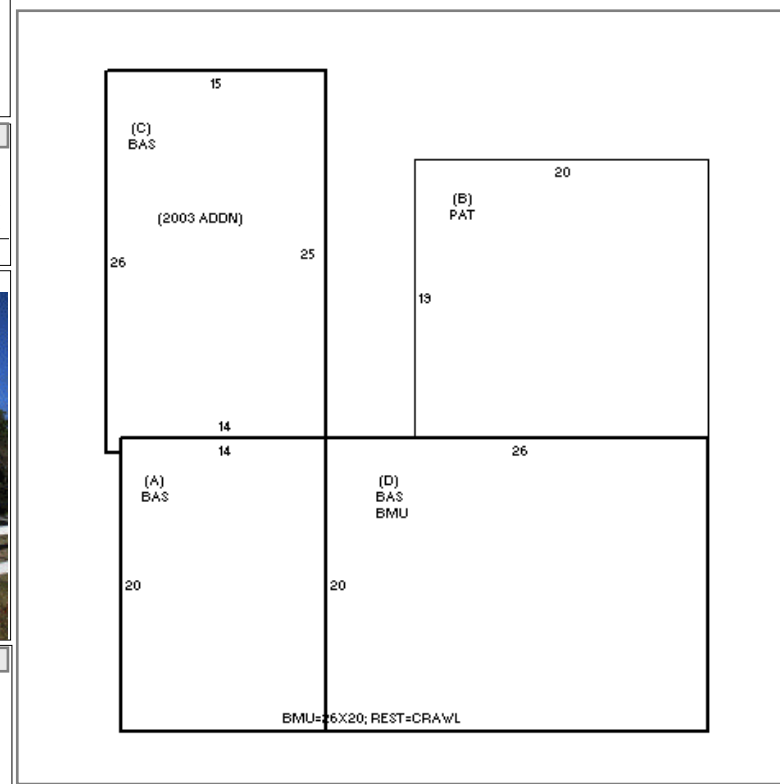 15
(C)
BAS
20
(B)
PAT
(2003 ADDN)
25
26
19
14
14
26
(A)
BAS
(D)
BAS
BMU
20
20
BMU=26X20; REST=CRAWL